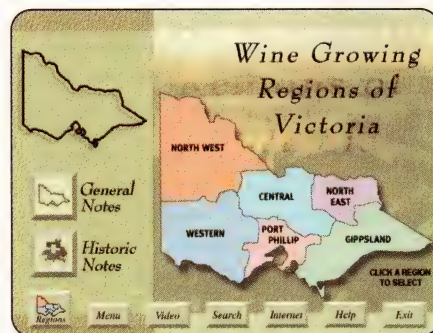 Wine Growing
Regions of
Victoria
NORTH WEST
CENTRAL
NORTH
EAST
WESTERN
PORT
PHILLIP
GIPPSLAND
General
Notes
Historic
Notes
CLICK A REGION
TO SELECT
Regions
Menu
Video
Search
Internet
Help
Exit